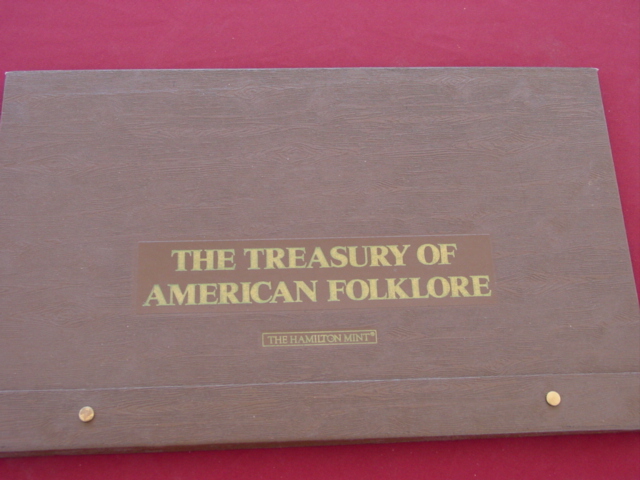 THE TREASURY OF
AMERICAN FOLKLORE
THE HAMILTON MINT®